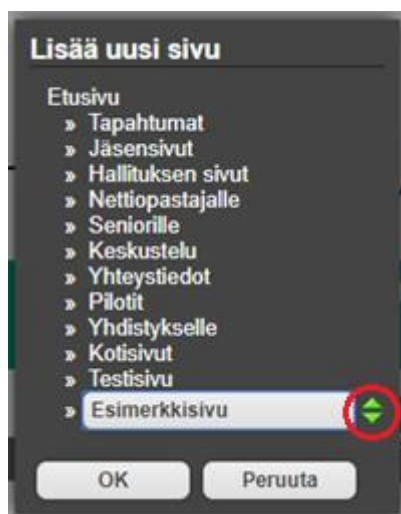 Lisää uusi sivu
Etusivu
» Tapahtumat
» Jäsensivut
» Hallituksen sivut
» Nettiopastajalle
» Seniorille
» Keskustelu
» Yhteystiedot
» Pilotit
» Yhdistykselle
» Kotisivut
» Testisivu
» Esimerkkisivu
OK Peruuta